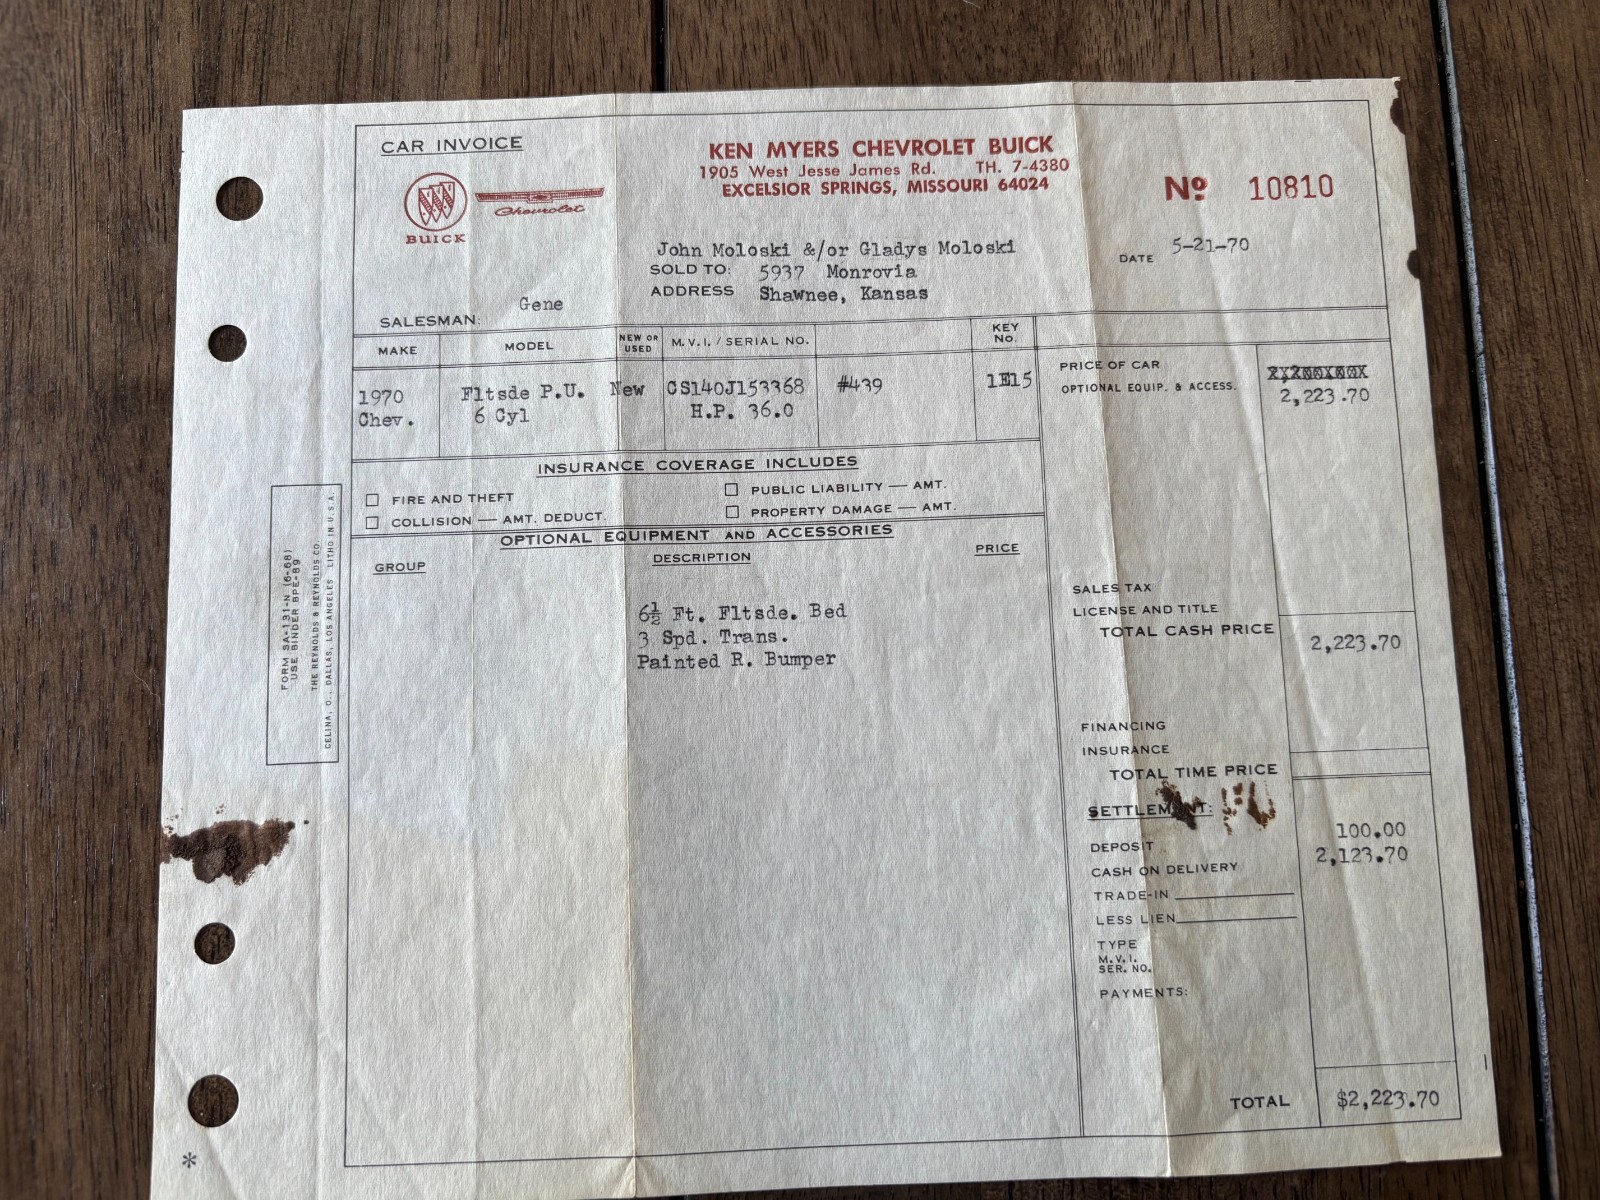 CAR INVOICE
BUICK
Chevrolet
KEN MYERS CHEVROLET BUICK
1905 West Jesse James Rd. TH. 7-4380
EXCELSIOR SPRINGS, MISSOURI 64024
Nº 10810
John Moloski &/or Gladys Moloski
SOLD TO: 5937 Monrovia
ADDRESS Shawnee, Kansas
DATE 5-21-70
SALESMAN: Gene
MAKE MODEL NEW OR USED M.V.I. / SERIAL NO. KEY NO.
1970 Fltsde P.U. New CS140J153368 #439 1E15
Chev. 6 Cyl H.P. 36.0
PRICE OF CAR
OPTIONAL EQUIP. & ACCESS. 2,223.70
INSURANCE COVERAGE INCLUDES
☐ FIRE AND THEFT ☐ PUBLIC LIABILITY — AMT.
☐ COLLISION — AMT. DEDUCT. ☐ PROPERTY DAMAGE — AMT.
OPTIONAL EQUIPMENT AND ACCESSORIES
GROUP DESCRIPTION PRICE
6½ Ft. Fltsde. Bed
3 Spd. Trans.
Painted R. Bumper
SALES TAX
LICENSE AND TITLE
TOTAL CASH PRICE 2,223.70
FINANCING
INSURANCE
TOTAL TIME PRICE
SETTLEMENT:
DEPOSIT 100.00
CASH ON DELIVERY 2,123.70
TRADE-IN
LESS LIEN
TYPE
M.V.I.
SER. NO.
PAYMENTS:
TOTAL $2,223.70
FORM SA-131-N (6-68)
USE BINDER BPE-89
THE REYNOLDS & REYNOLDS CO.
CELINA, O., DALLAS, LOS ANGELES LITHO IN U.S.A.
*